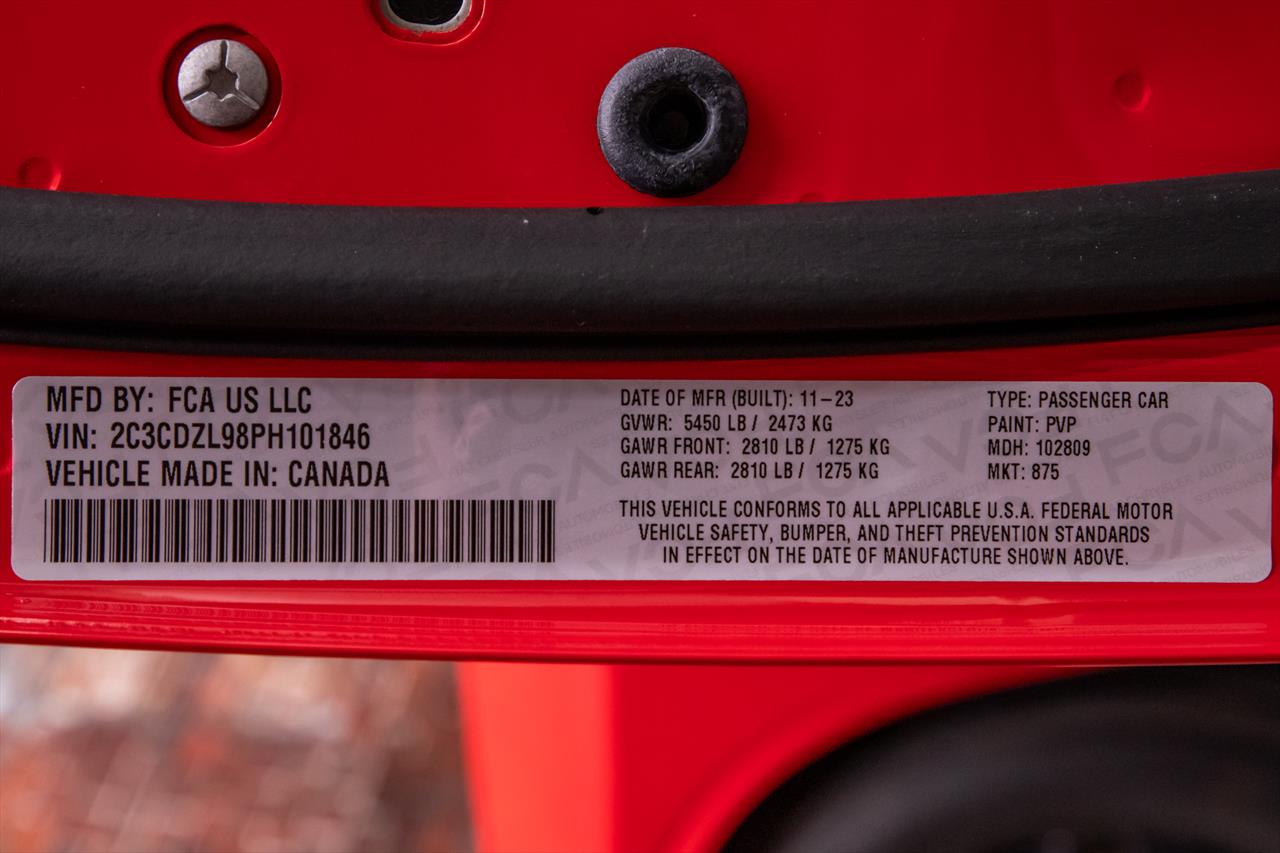 MFD BY: FCA US LLC
VIN: 2C3CDZL98PH101846
VEHICLE MADE IN: CANADA
DATE OF MFR (BUILT): 11-23
GVWR: 5450 LB / 2473 KG
GAWR FRONT: 2810 LB / 1275 KG
GAWR REAR: 2810 LB / 1275 KG
TYPE: PASSENGER CAR
PAINT: PVP
MDH: 102809
MKT: 875
THIS VEHICLE CONFORMS TO ALL APPLICABLE U.S.A. FEDERAL MOTOR
VEHICLE SAFETY, BUMPER, AND THEFT PREVENTION STANDARDS
IN EFFECT ON THE DATE OF MANUFACTURE SHOWN ABOVE.